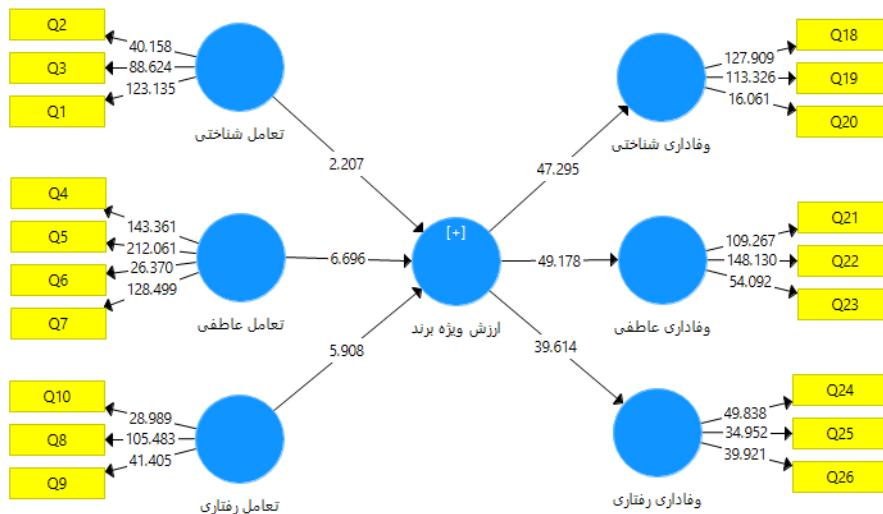 Q2
Q3
Q1
40.158
88.624
123.135
تعامل شناختی
2.207
Q4
Q5
Q6
Q7
143.361
212.061
26.370
128.499
تعامل عاطفی
6.696
Q10
Q8
Q9
28.989
105.483
41.405
تعامل رفتاری
5.908
[+]
ارزش ویژه برند
47.295
49.178
39.614
وفاداری شناختی
127.909
113.326
16.061
Q18
Q19
Q20
وفاداری عاطفی
109.267
148.130
54.092
Q21
Q22
Q23
وفاداری رفتاری
49.838
34.952
39.921
Q24
Q25
Q26